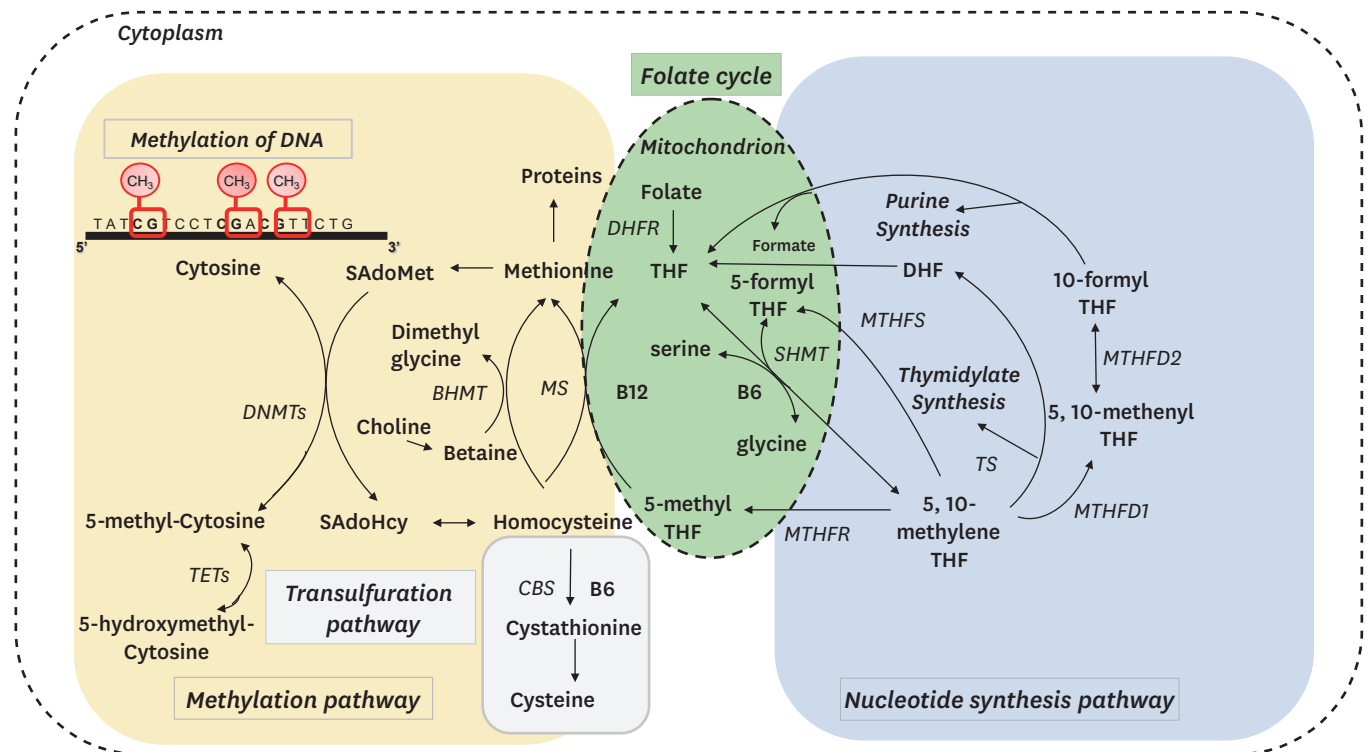 Cytoplasm
Folate cycle
Methylation of DNA
CH3 CH3 CH3
TATCGTCCTCGACGTTCTG
5' 3'
Cytosine
SAdoMet
Methionine
Proteins
Dimethyl
glycine
BHMT
MS
DNMTs
Choline
Betaine
5-methyl-Cytosine
SAdoHcy
Homocysteine
TETs
5-hydroxymethyl-
Cytosine
Transulfuration
pathway
CBS B6
Cystathionine
Cysteine
Methylation pathway
Mitochondrion
Folate
DHFR
Formate
THF
5-formyl
THF
serine
SHMT
B12
B6
glycine
5-methyl
THF
MTHFR
Purine
Synthesis
DHF
10-formyl
THF
MTHFS
MTHFD2
Thymidylate
Synthesis
5, 10-methenyl
THF
TS
5, 10-
methylene
THF
MTHFD1
Nucleotide synthesis pathway